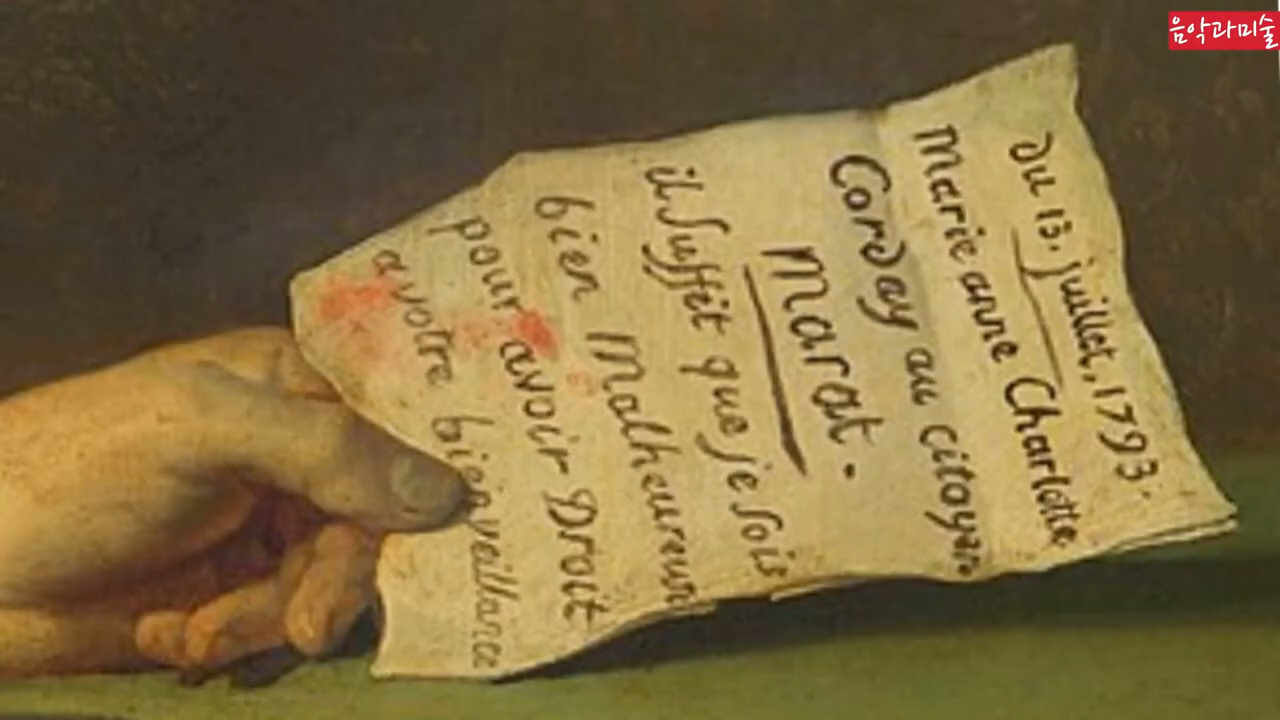 음악과미술
du 13. juillet, 1793.
Marie anne Charlotte
Corday au citoyen
Marat.
il suffit que je sois
bien Malheureuse
pour avoir Droit
a votre bienveillance